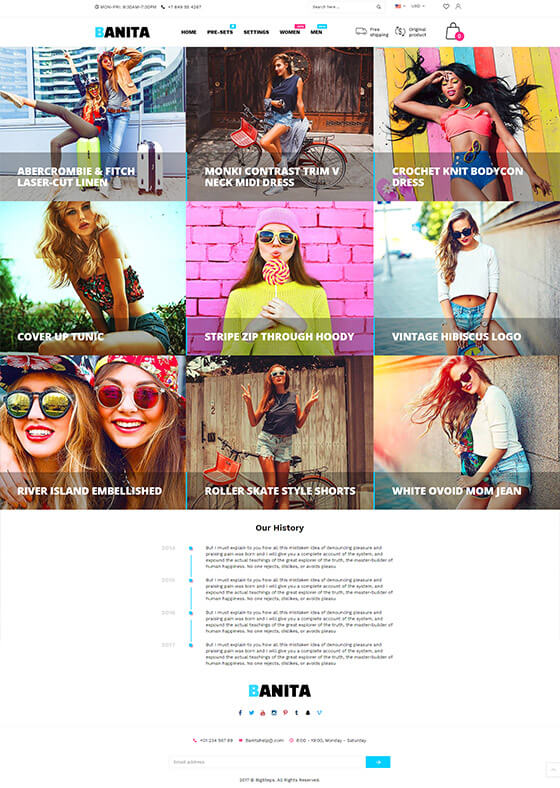 MON-FRI: 8:30AM-7:30PM +7 849 95 4267 Search here ... USD
BANITA HOME PRE-SETS SETTINGS WOMEN MEN Free shipping Original product 0
ABERCROMBIE & FITCH
LASER-CUT LINEN
MONKI CONTRAST TRIM V
NECK MIDI DRESS
CROCHET KNIT BODYCON
DRESS
COVER UP TUNIC
STRIPE ZIP THROUGH HOODY
VINTAGE HIBISCUS LOGO
RIVER ISLAND EMBELLISHED
ROLLER SKATE STYLE SHORTS
WHITE OVOID MOM JEAN
Our History
2014 But I must explain to you how all this mistaken idea of denouncing pleasure and
praising pain was born and I will give you a complete account of the system, and
expound the actual teachings of the great explorer of the truth, the master-builder of
human happiness. No one rejects, dislikes, or avoids pleasu
2015 But I must explain to you how all this mistaken idea of denouncing pleasure and
praising pain was born and I will give you a complete account of the system, and
expound the actual teachings of the great explorer of the truth, the master-builder of
human happiness. No one rejects, dislikes, or avoids pleasu
2016 But I must explain to you how all this mistaken idea of denouncing pleasure and
praising pain was born and I will give you a complete account of the system, and
expound the actual teachings of the great explorer of the truth, the master-builder of
human happiness. No one rejects, dislikes, or avoids pleasu
2017 But I must explain to you how all this mistaken idea of denouncing pleasure and
praising pain was born and I will give you a complete account of the system, and
expound the actual teachings of the great explorer of the truth, the master-builder of
human happiness. No one rejects, dislikes, or avoids pleasu
BANITA
+01 234 567 89 Banitahelp@.com 8:00 - 19:00, Monday - Saturday
Email address
2017 © BigSteps. All Rights Reserved.